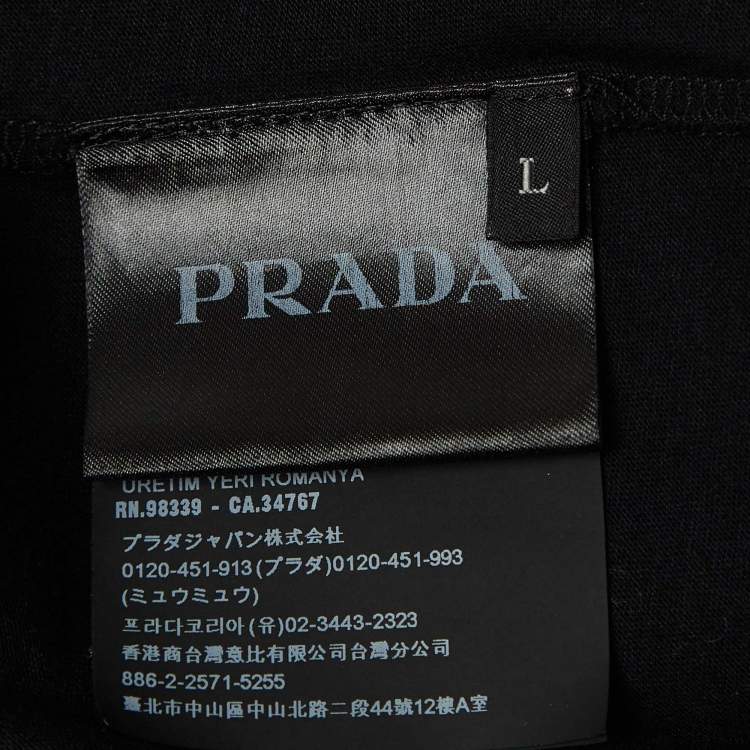 L
PRADA
ÜRETIM YERI ROMANYA
RN.98339 - CA.34767
プラダジャパン株式会社
0120-451-913(プラダ)0120-451-993
(ミュウミュウ)
프라다코리아(유)02-3443-2323
香港商台灣意比有限公司台灣分公司
886-2-2571-5255
臺北市中山區中山北路二段44號12樓A室